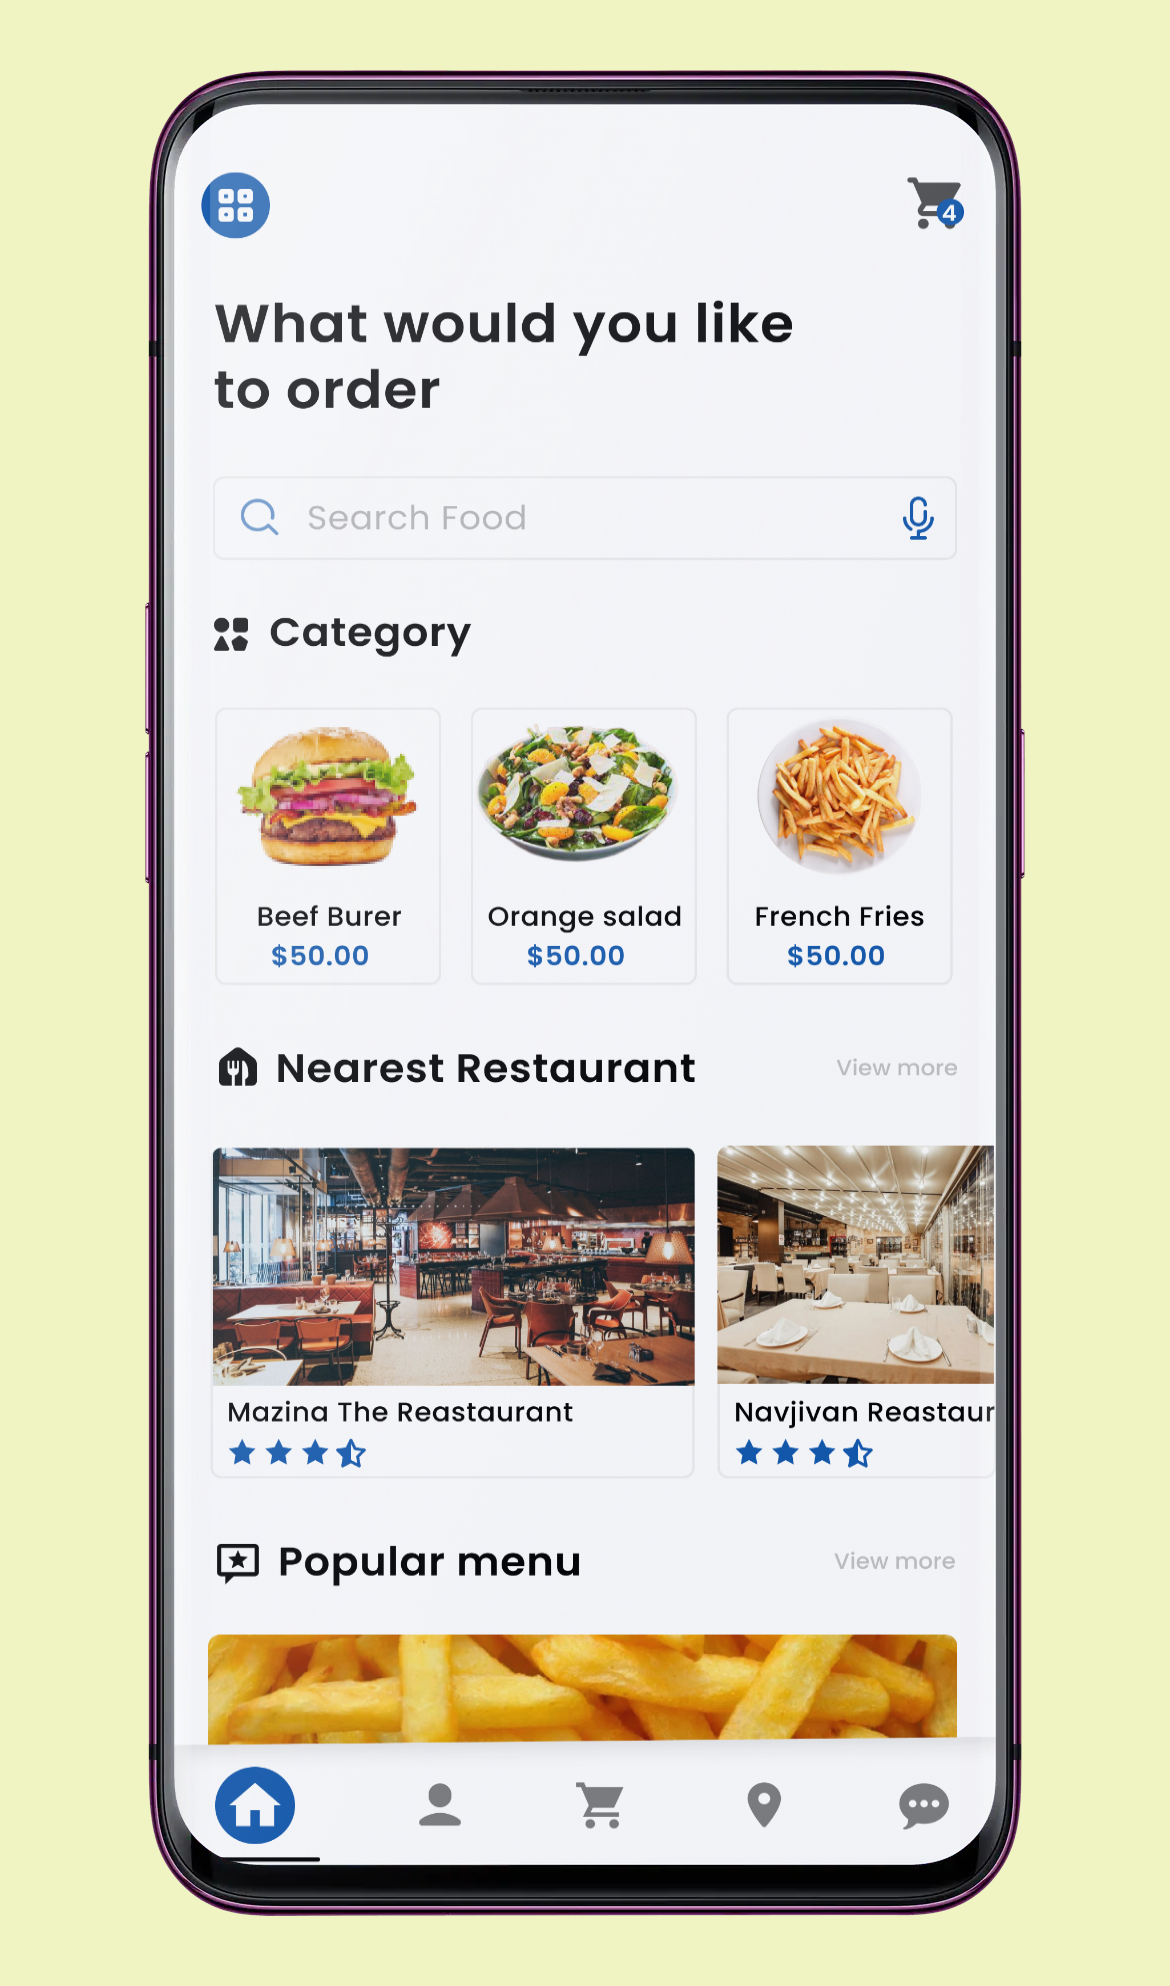 4
What would you like
to order
Search Food
Category
Beef Burer
$50.00
Orange salad
$50.00
French Fries
$50.00
Nearest Restaurant
View more
Mazina The Reastaurant
Navjivan Reastaur
Popular menu
View more